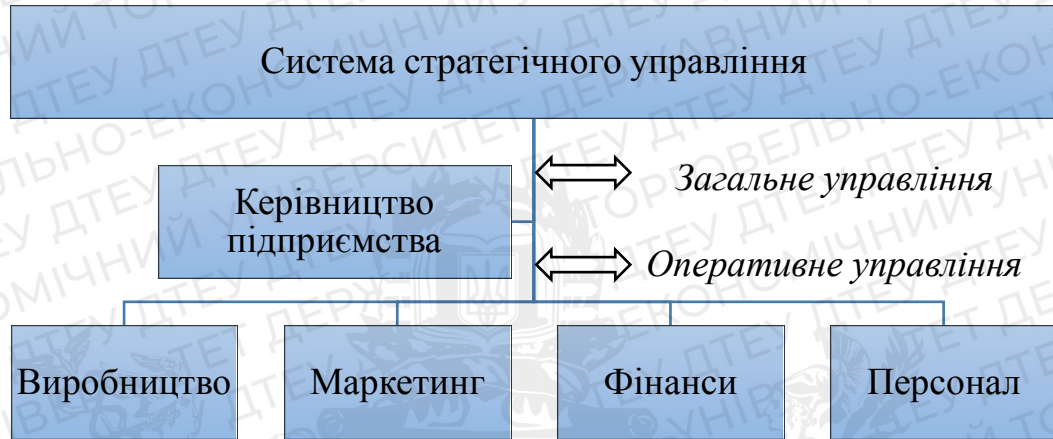 Система стратегічного управління
Керівництво
підприємства
Загальне управління
Оперативне управління
Виробництво
Маркетинг
Фінанси
Персонал